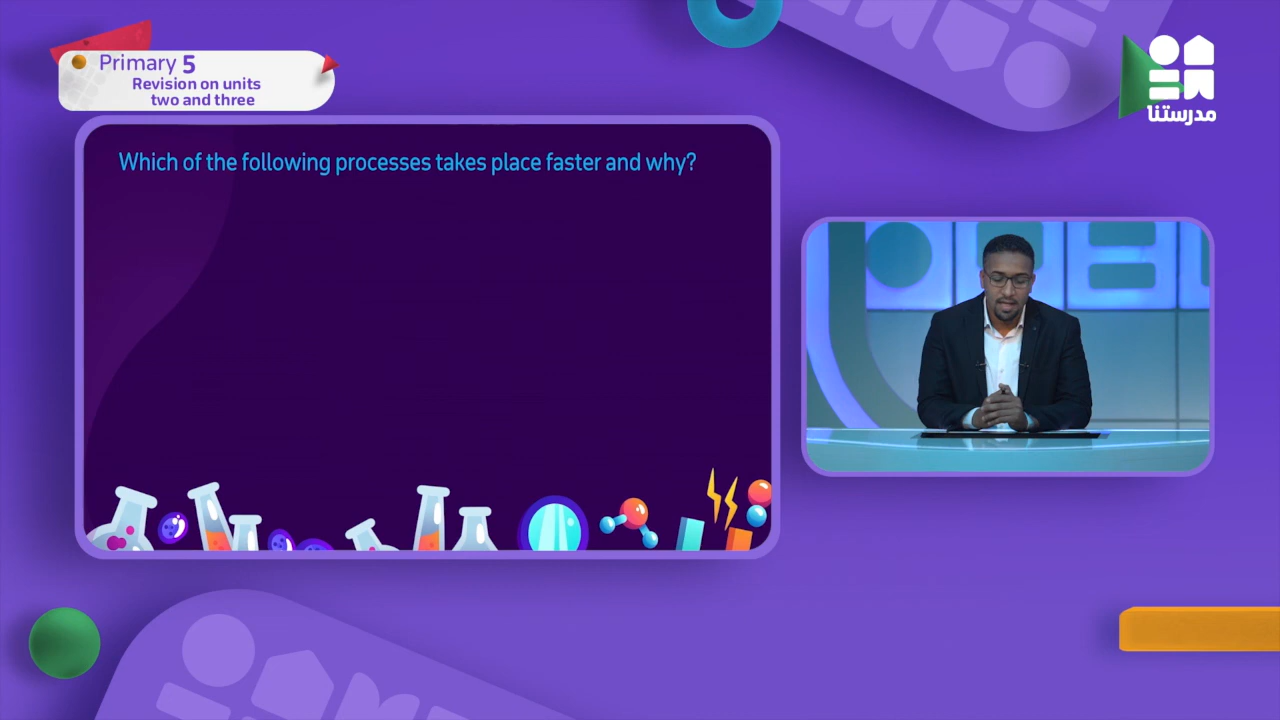 Primary 5
Revision on units
two and three
مدرستنا
Which of the following processes takes place faster and why?